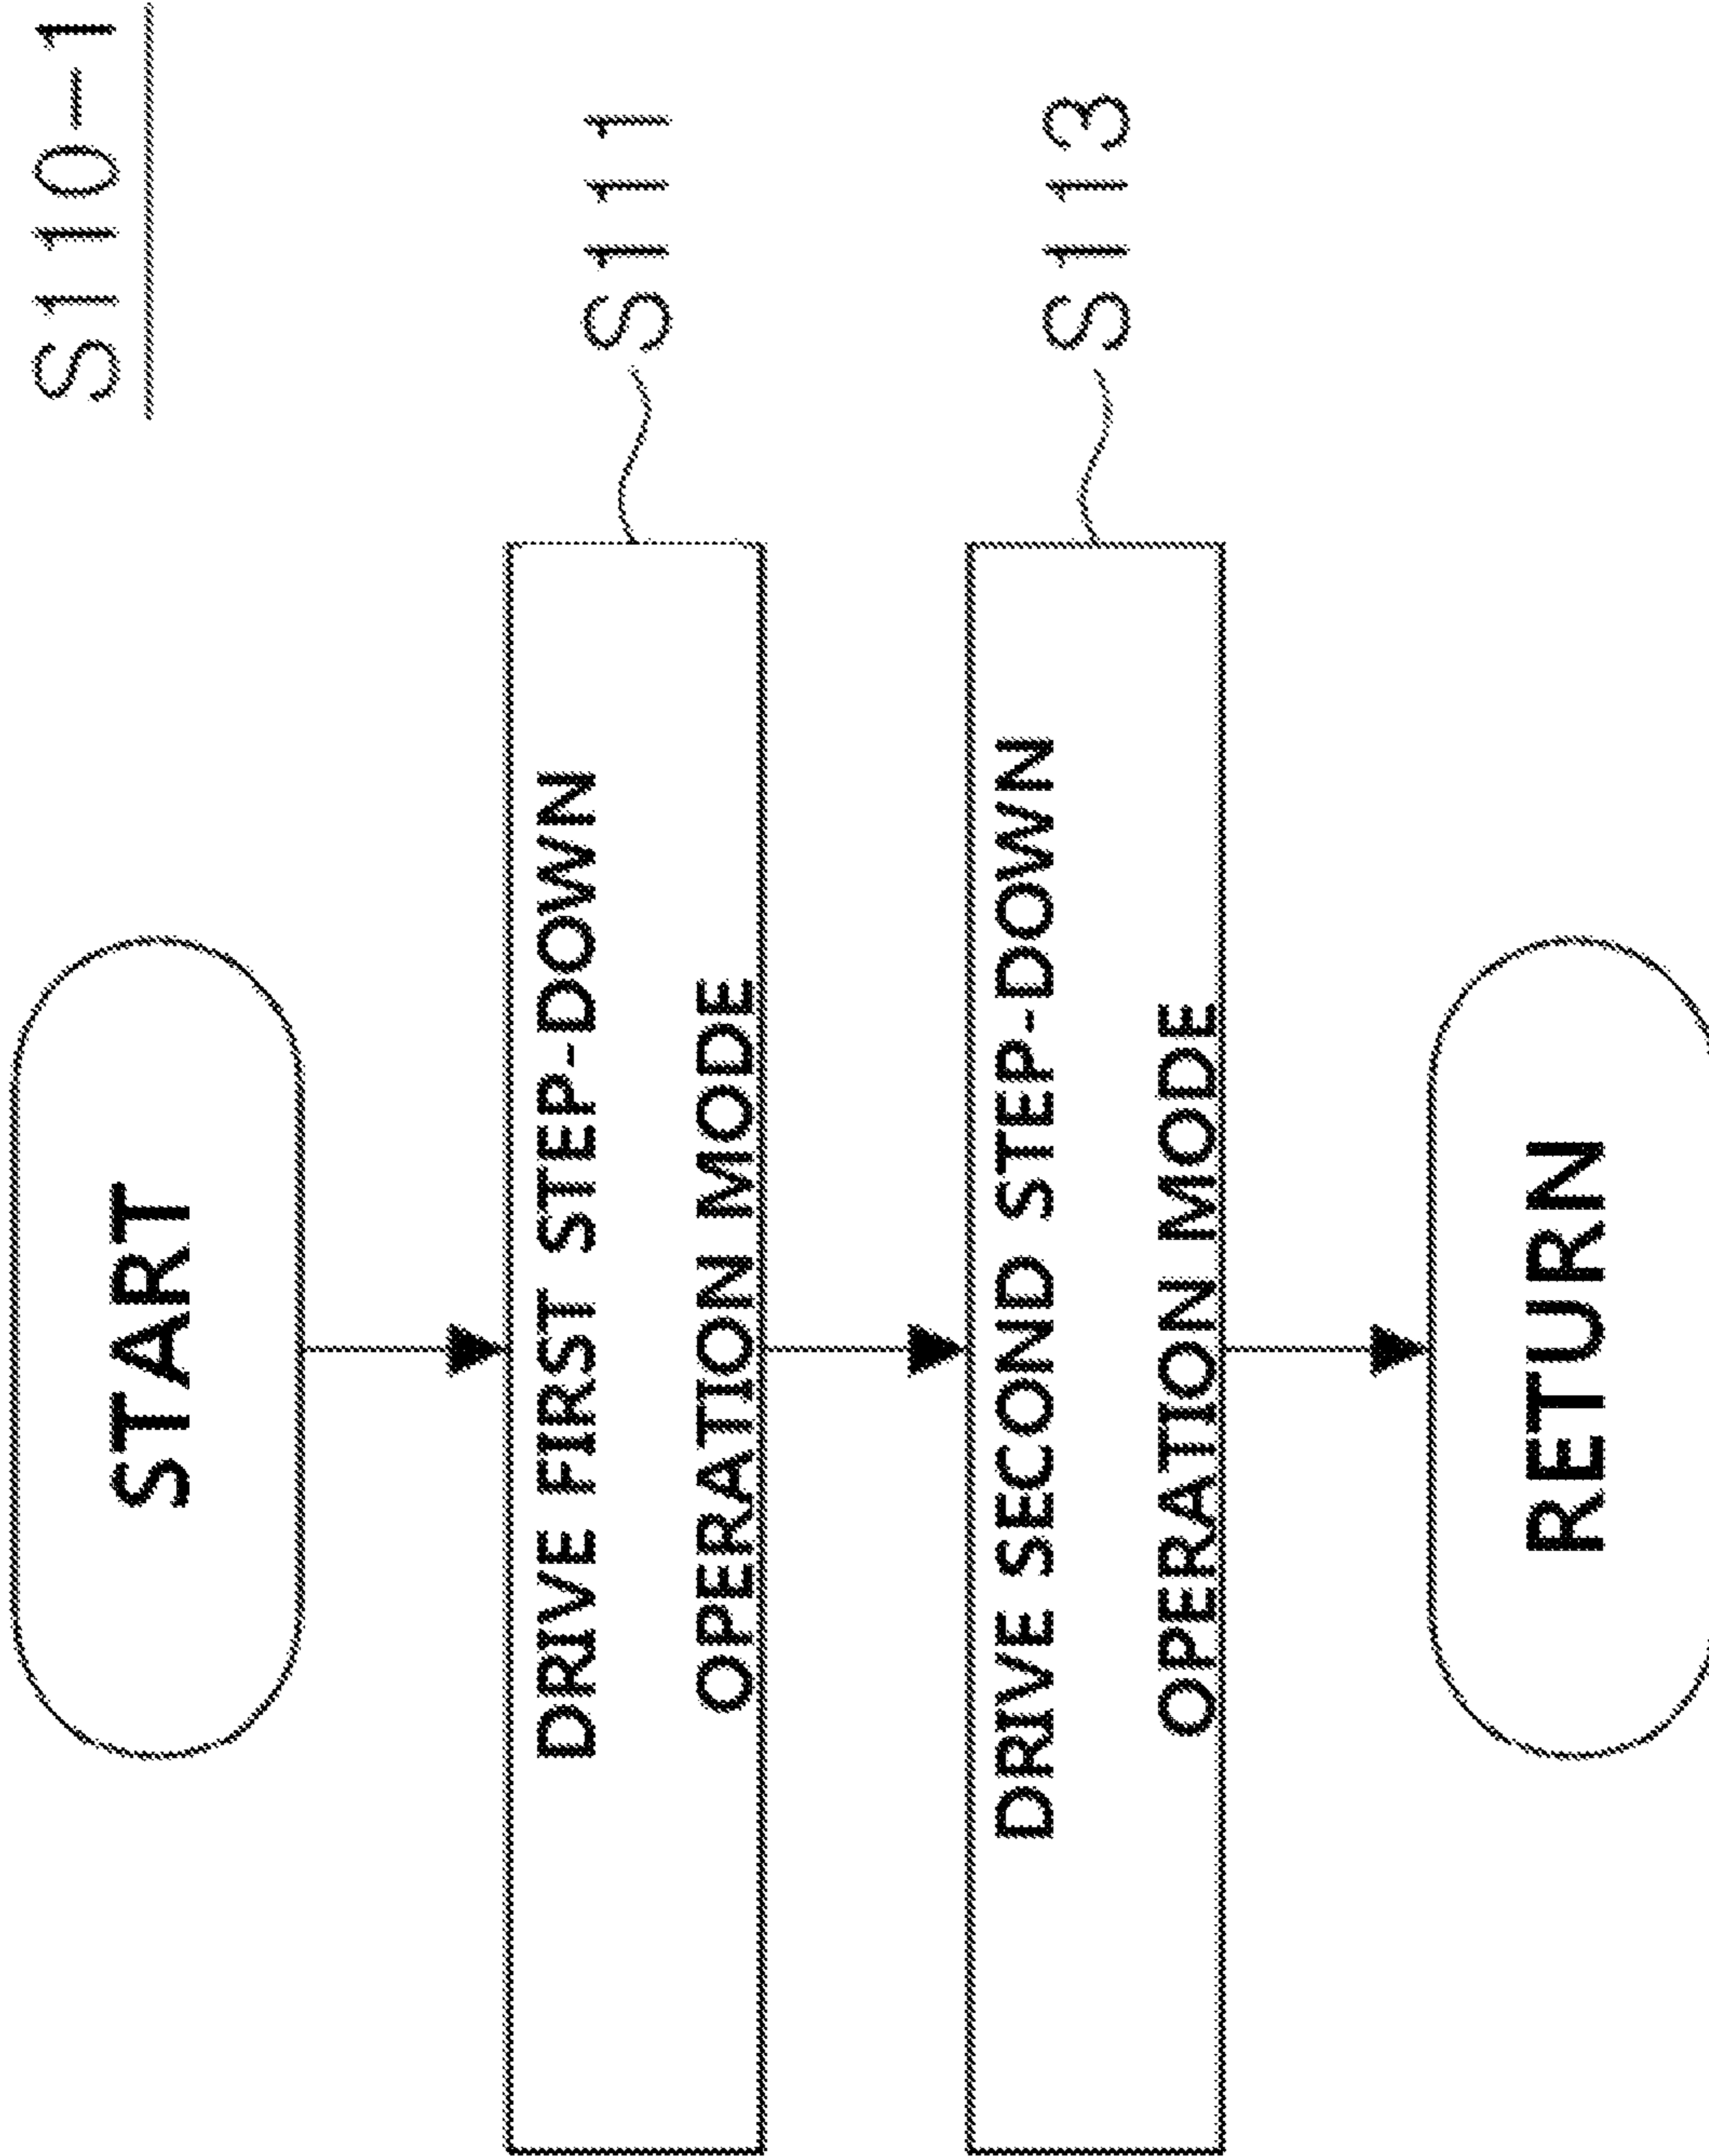 S110-1
START
DRIVE FIRST STEP-DOWN
OPERATION MODE
S111
DRIVE SECOND STEP-DOWN
OPERATION MODE
S113
RETURN